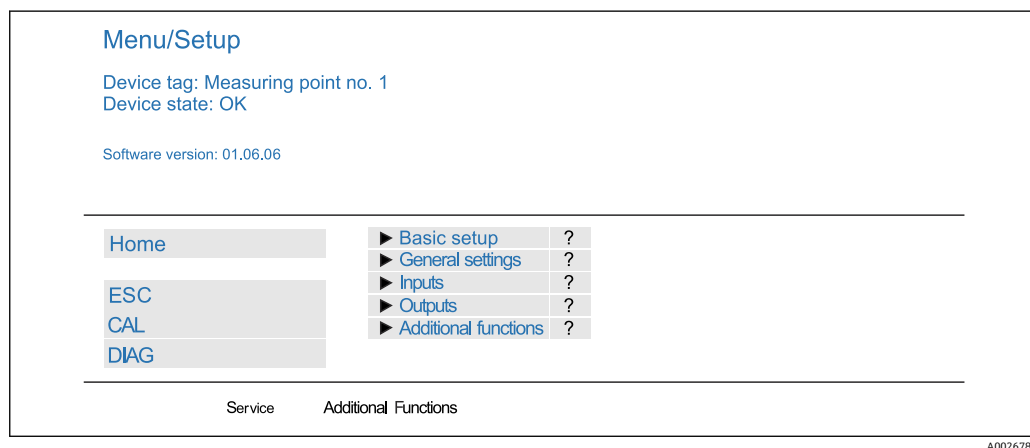 Menu/Setup
Device tag: Measuring point no. 1
Device state: OK
Software version: 01.06.06
Home
ESC
CAL
DIAG
► Basic setup ?
► General settings ?
► Inputs ?
► Outputs ?
► Additional functions ?
Service Additional Functions
A002678